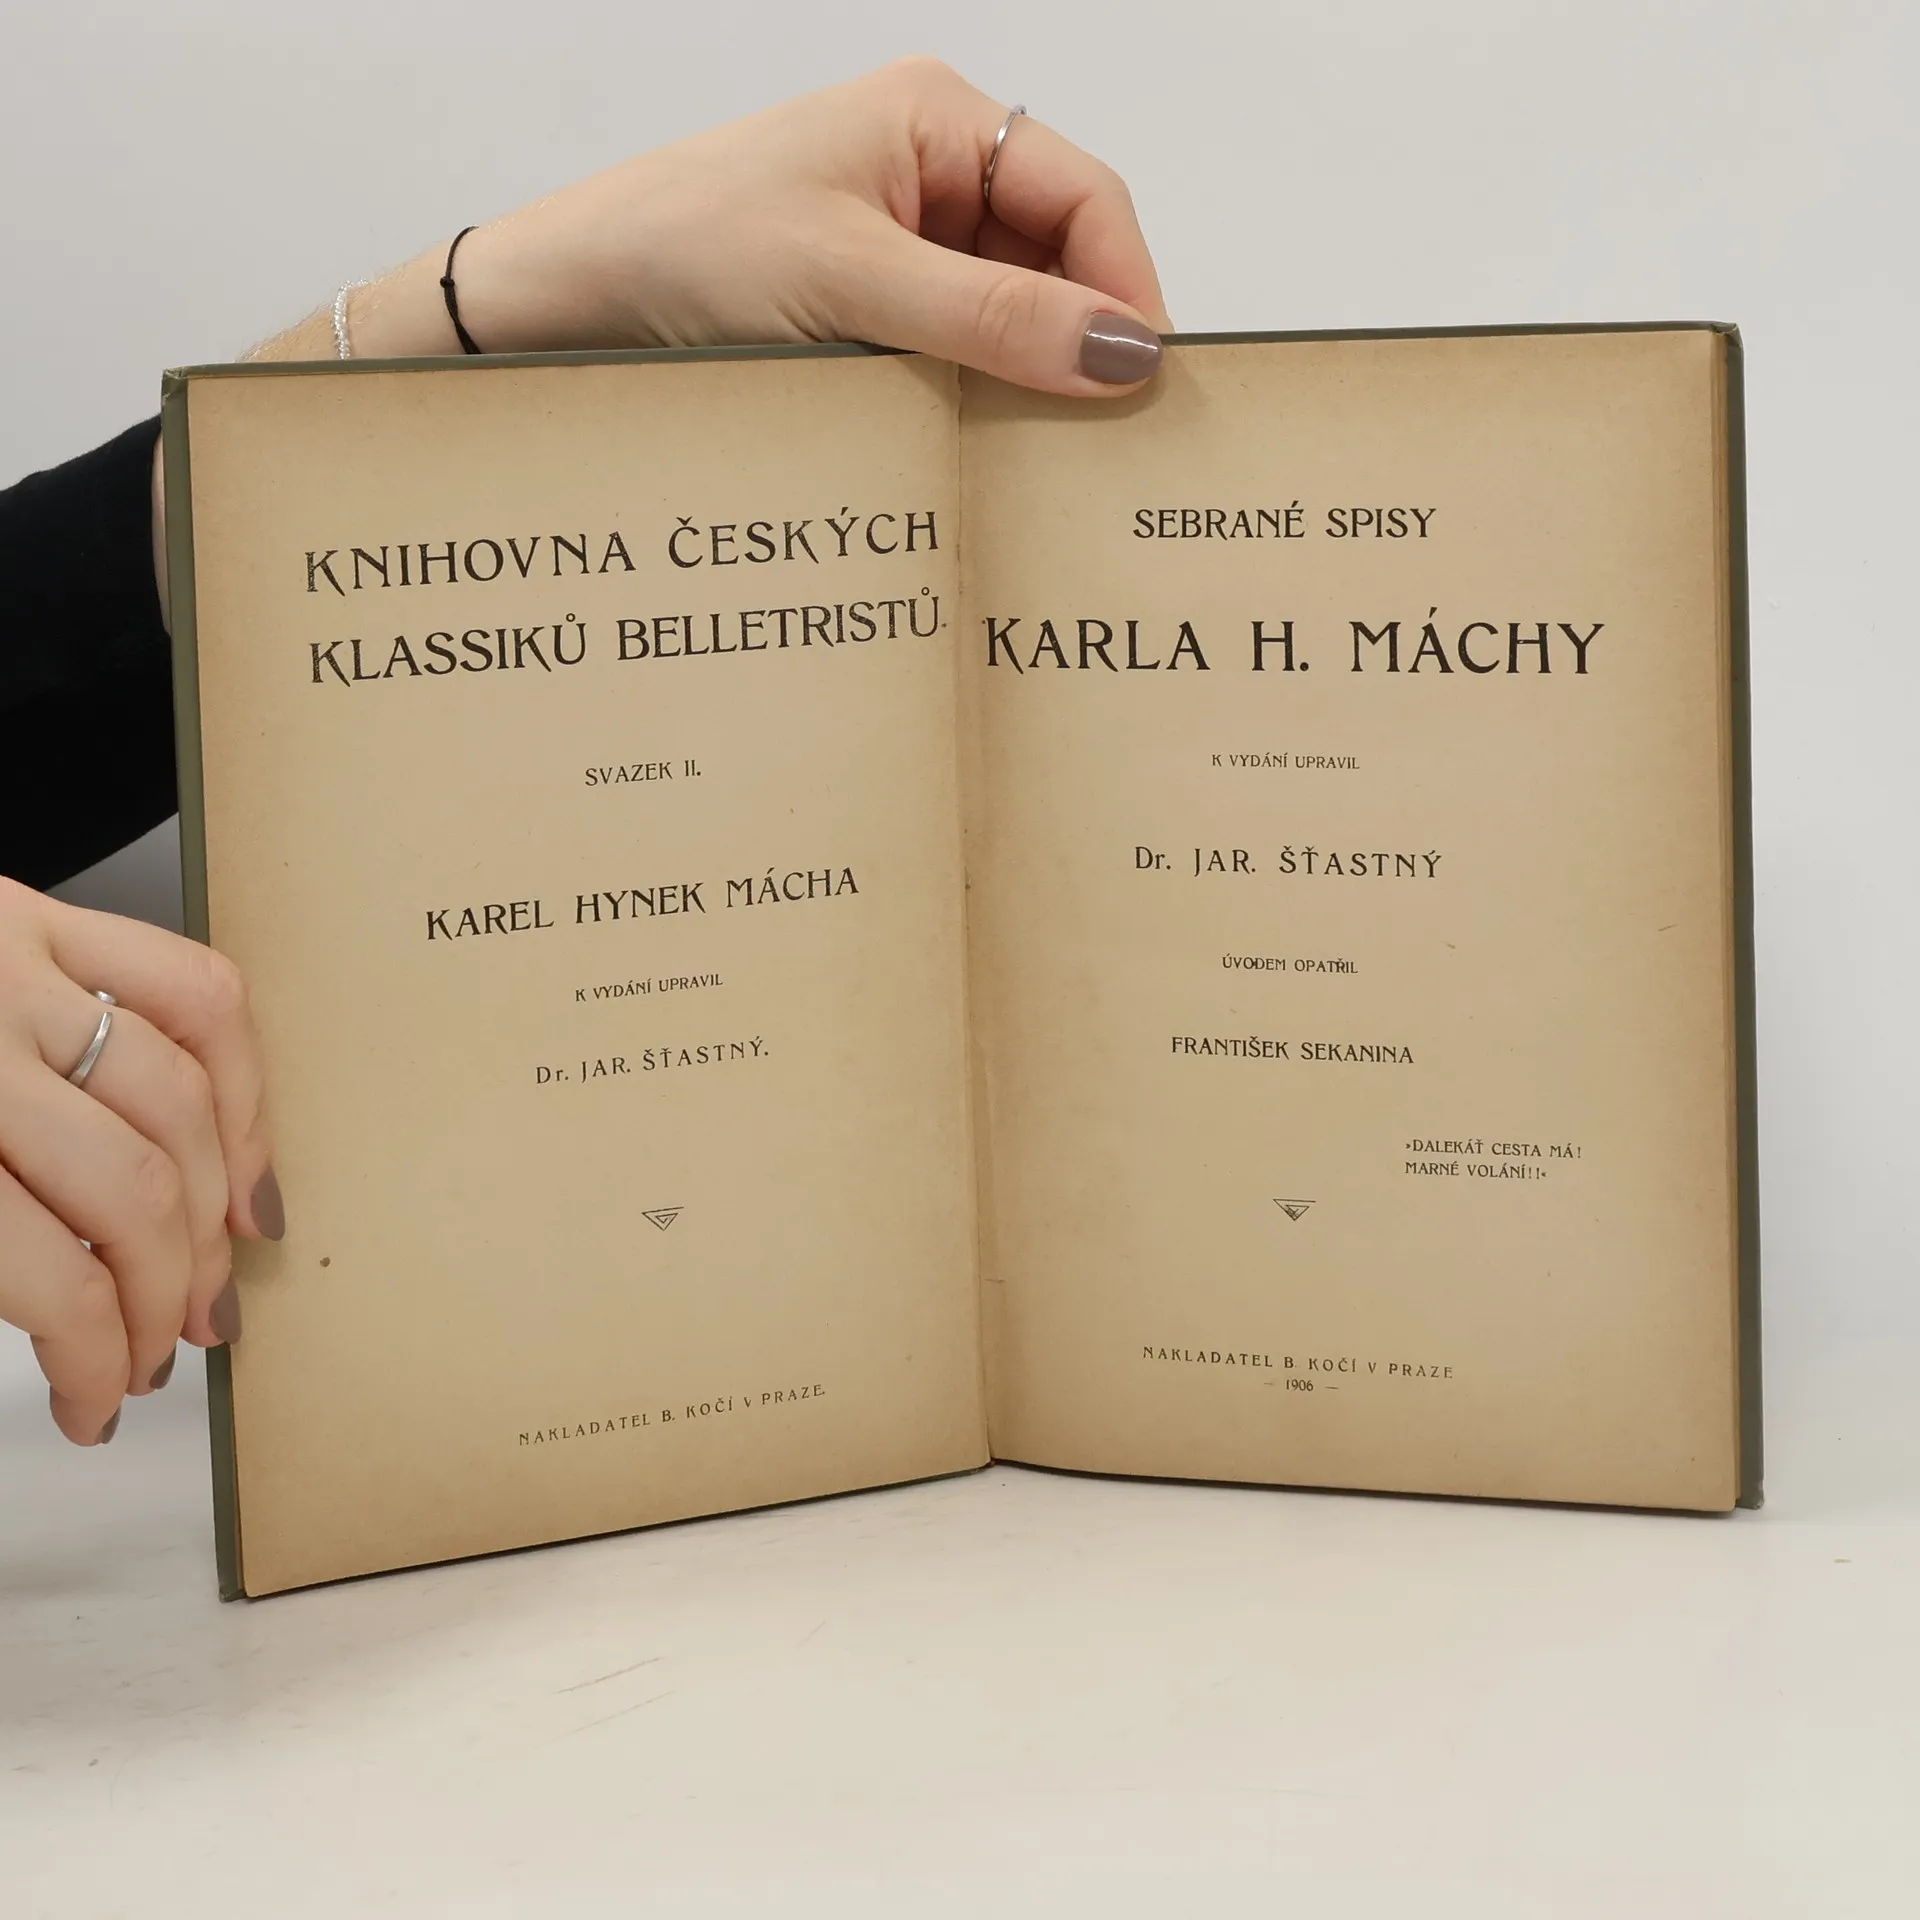 KNIHOVNA ČESKÝCH
KLASSIKŮ BELLETRISTŮ.
SVAZEK II.
KAREL HYNEK MÁCHA
K VYDÁNÍ UPRAVIL
Dr. JAR. ŠŤASTNÝ.
NAKLADATEL B. KOČÍ V PRAZE.
SEBRANÉ SPISY
KARLA H. MÁCHY
K VYDÁNÍ UPRAVIL
Dr. JAR. ŠŤASTNÝ
ÚVODEM OPATŘIL
FRANTIŠEK SEKANINA
»DALEKÁŤ CESTA MÁ!
MARNÉ VOLÁNÍ!!«
NAKLADATEL B. KOČÍ V PRAZE
— 1906 —